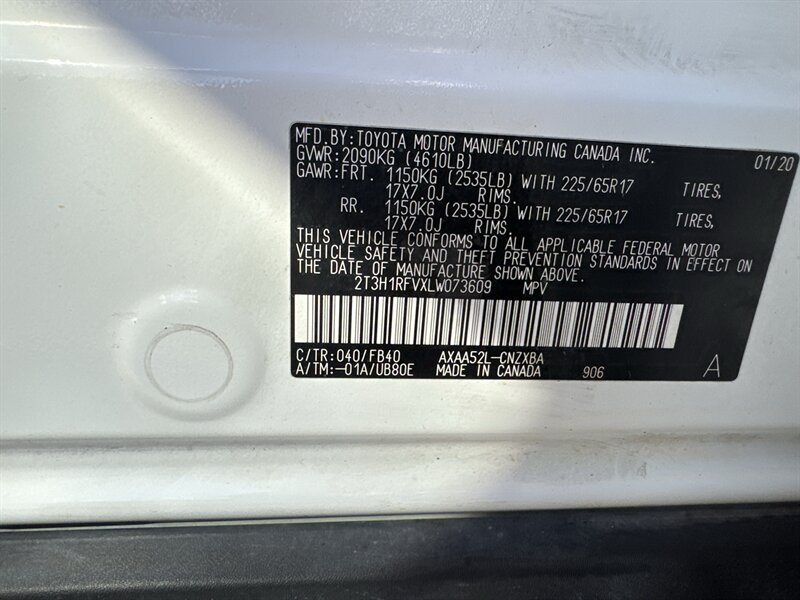 MFD.BY:TOYOTA MOTOR MANUFACTURING CANADA INC. 01/20
GVWR:2090KG (4610LB)
GAWR:FRT. 1150KG (2535LB) WITH 225/65R17 TIRES,
17X7.0J RIMS.
RR. 1150KG (2535LB) WITH 225/65R17 TIRES,
17X7.0J RIMS.
THIS VEHICLE CONFORMS TO ALL APPLICABLE FEDERAL MOTOR
VEHICLE SAFETY AND THEFT PREVENTION STANDARDS IN EFFECT ON
THE DATE OF MANUFACTURE SHOWN ABOVE.
2T3H1RFVXLW073609 MPV
C/TR:040/FB40 AXAA52L-CNZXBA
A/TM:-01A/UB80E MADE IN CANADA 906 A